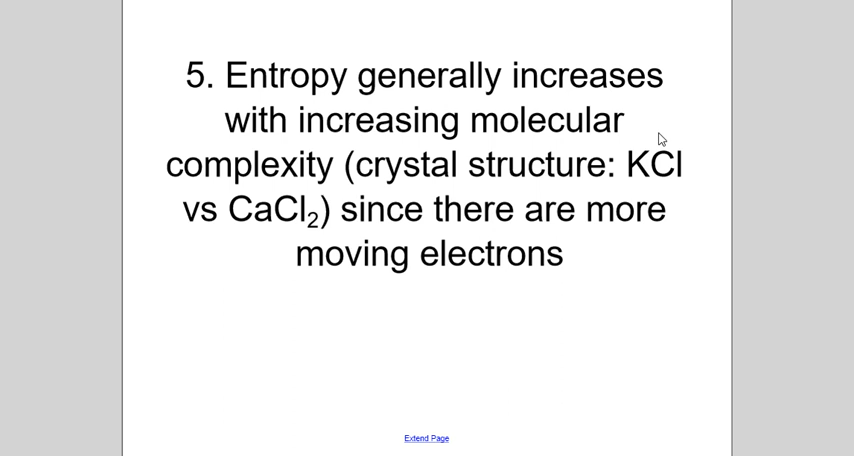 5. Entropy generally increases
with increasing molecular
complexity (crystal structure: KCl
vs CaCl₂) since there are more
moving electrons
Extend Page